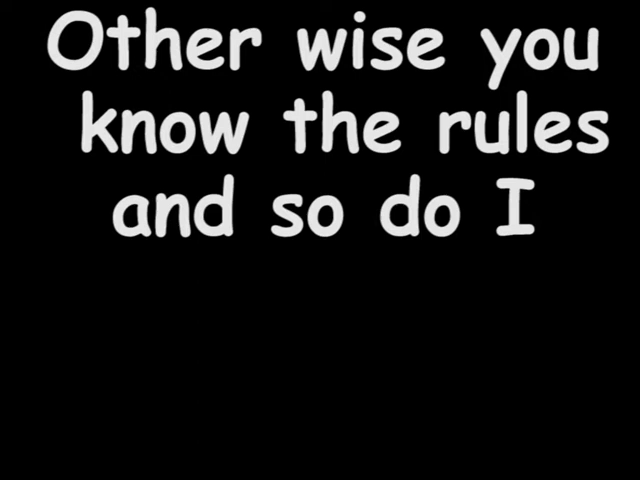 Other wise you
know the rules
and so do I